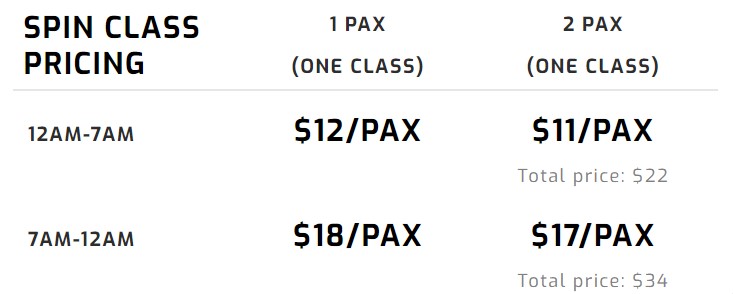 SPIN CLASS
PRICING
1 PAX
(ONE CLASS)
2 PAX
(ONE CLASS)
12AM-7AM
$12/PAX
$11/PAX
Total price: $22
7AM-12AM
$18/PAX
$17/PAX
Total price: $34